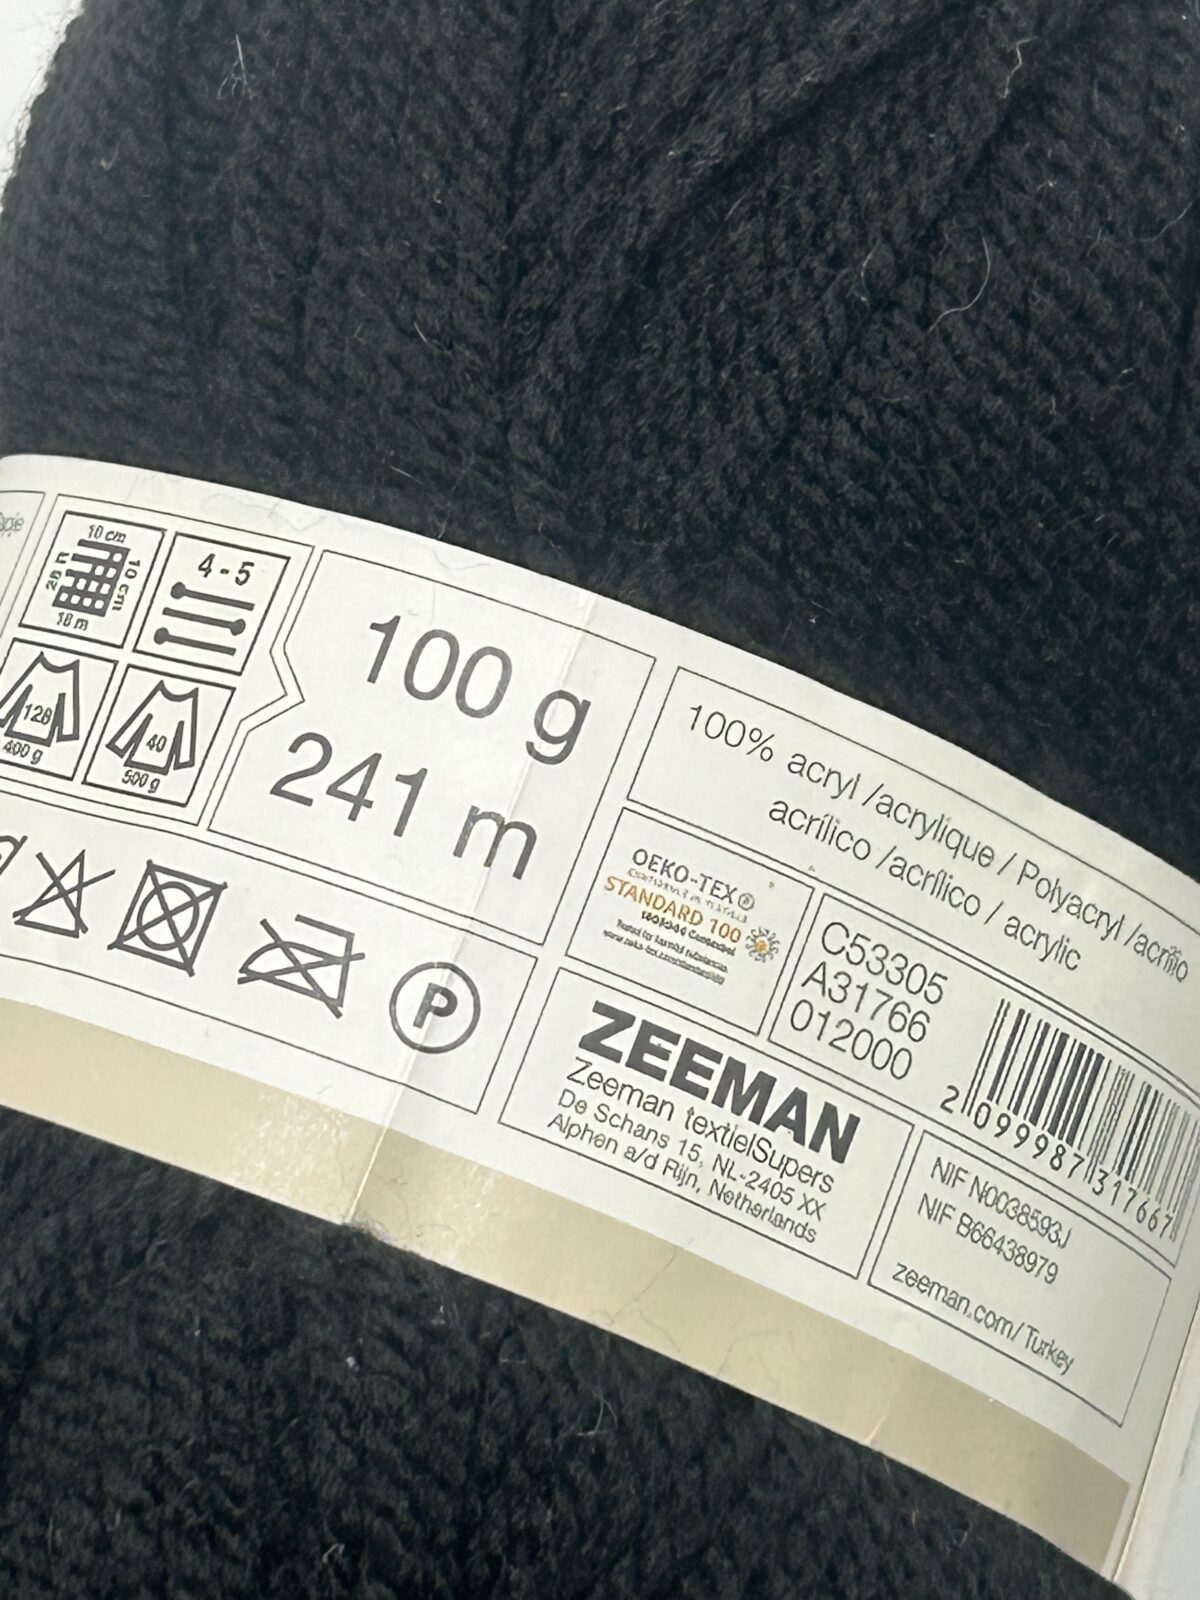 10 cm
10 cm
18 m
4 - 5
128
400 g
40
500 g
100 g
241 m
P
100% acryl /acrylique / Polyacryl /acrílio
acrílico /acrílico / acrylic
OEKO-TEX®
STANDARD 100
C53305
A31766
012000
2 099987 317667
ZEEMAN
Zeeman textielSupers
De Schans 15, NL-2405 XX
Alphen a/d Rijn, Netherlands
NIF N0038593J
NIF B66438979
zeeman.com/ Turkey